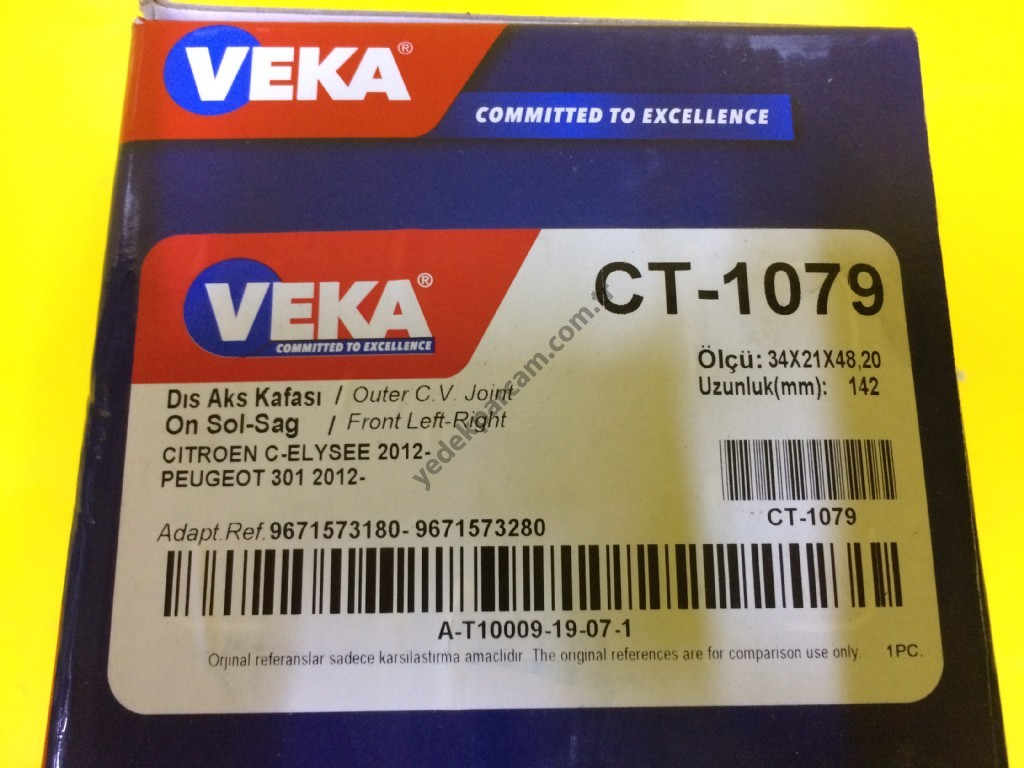 VEKA®
COMMITTED TO EXCELLENCE
VEKA®
COMMITTED TO EXCELLENCE
CT-1079
Ölçü: 34X21X48,20
Uzunluk(mm): 142
Dıs Aks Kafası / Outer C.V. Joint
On Sol-Sag / Front Left-Right
CITROEN C-ELYSEE 2012-
PEUGEOT 301 2012-
CT-1079
Adapt.Ref. 9671573180- 9671573280
A-T10009-19-07-1
Orjinal referanslar sadece karsılastırma amaclıdır The original references are for comparison use only. 1PC.
yedekparcam.com.tr